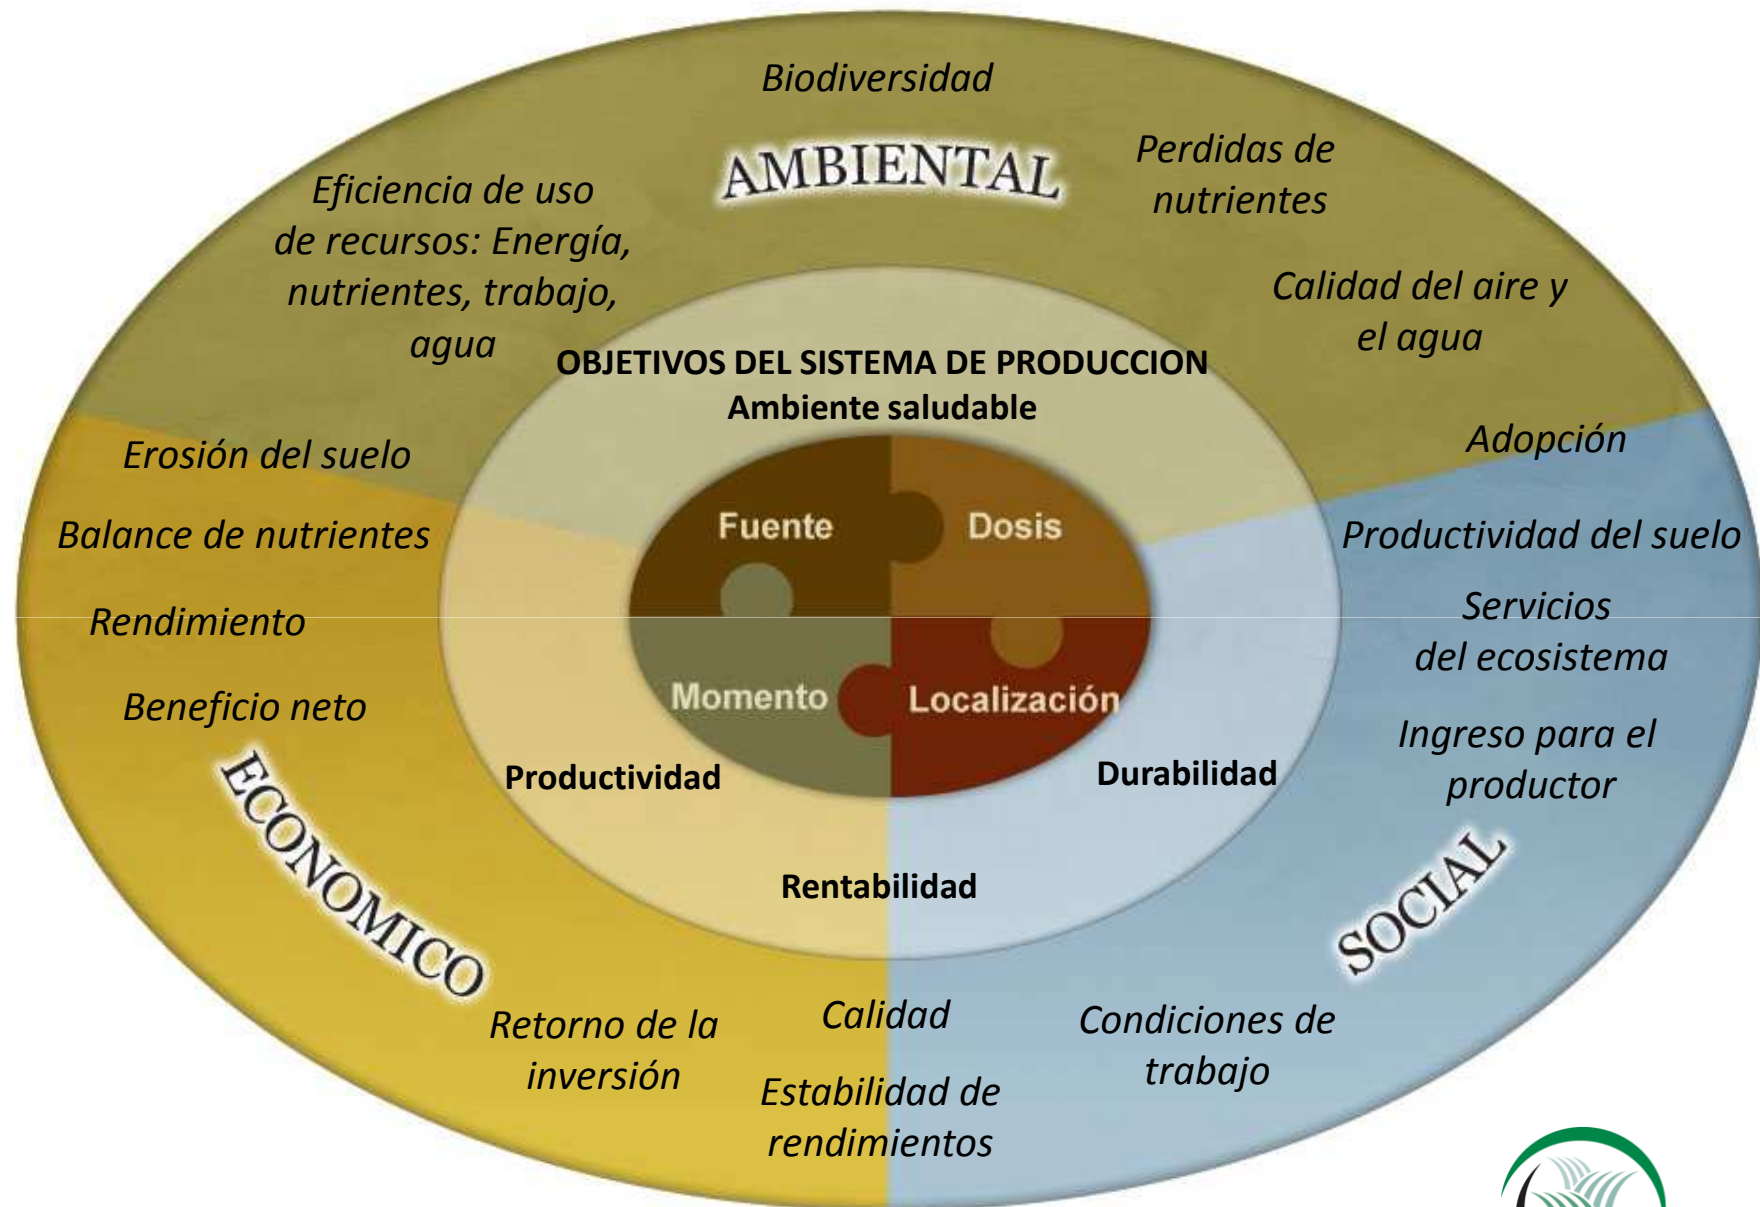 Biodiversidad
AMBIENTAL
Perdidas de
nutrientes
Eficiencia de uso
de recursos: Energía,
nutrientes, trabajo,
agua
Calidad del aire y
el agua
OBJETIVOS DEL SISTEMA DE PRODUCCION
Ambiente saludable
Erosión del suelo
Adopción
Balance de nutrientes
Fuente
Dosis
Productividad del suelo
Rendimiento
Servicios
del ecosistema
Beneficio neto
Momento
Localización
Ingreso para el
productor
Productividad
Durabilidad
Rentabilidad
ECONOMICO
SOCIAL
Retorno de la
inversión
Calidad
Estabilidad de
rendimientos
Condiciones de
trabajo